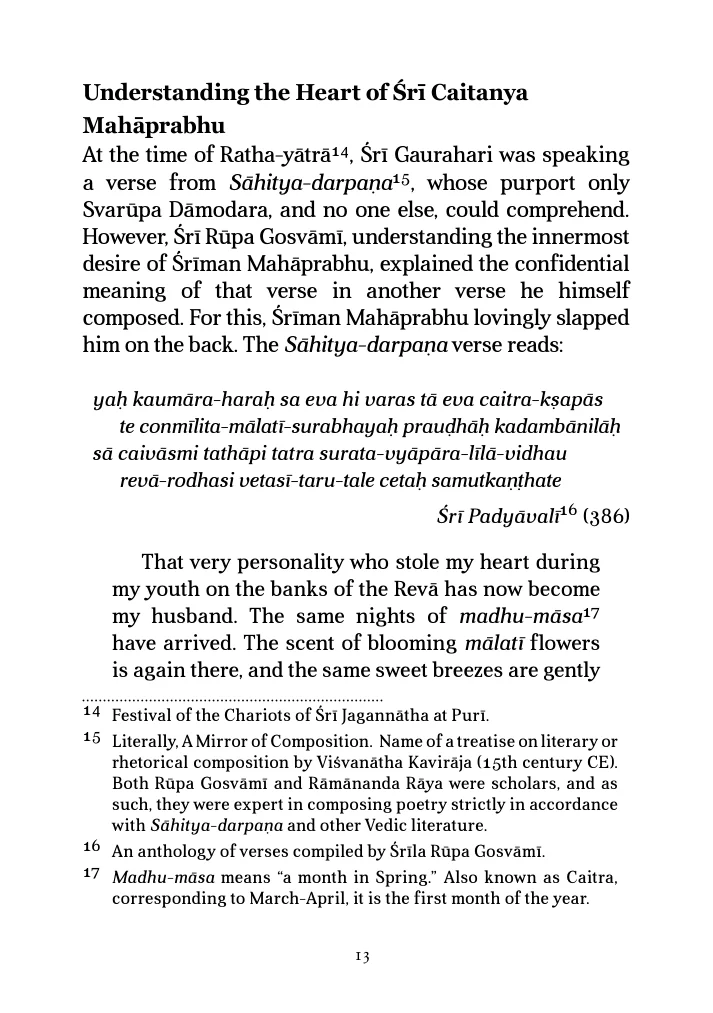 Understanding the Heart of Śrī Caitanya
Mahāprabhu
At the time of Ratha-yātrā14, Śrī Gaurahari was speaking
a verse from Sāhitya-darpaṇa15, whose purport only
Svarūpa Dāmodara, and no one else, could comprehend.
However, Śrī Rūpa Gosvāmī, understanding the innermost
desire of Śrīman Mahāprabhu, explained the confidential
meaning of that verse in another verse he himself
composed. For this, Śrīman Mahāprabhu lovingly slapped
him on the back. The Sāhitya-darpaṇa verse reads:
yaḥ kaumāra-haraḥ sa eva hi varas tā eva caitra-kṣapās
te conmīlita-mālatī-surabhayaḥ prauḍhāḥ kadambānilāḥ
sā caivāsmi tathāpi tatra surata-vyāpāra-līlā-vidhau
revā-rodhasi vetasī-taru-tale cetaḥ samutkaṇṭhate
Śrī Padyāvalī16 (386)
That very personality who stole my heart during
my youth on the banks of the Revā has now become
my husband. The same nights of madhu-māsa17
have arrived. The scent of blooming mālatī flowers
is again there, and the same sweet breezes are gently
14 Festival of the Chariots of Śrī Jagannātha at Purī.
15 Literally, A Mirror of Composition. Name of a treatise on literary or
rhetorical composition by Viśvanātha Kavirāja (15th century CE).
Both Rūpa Gosvāmī and Rāmānanda Rāya were scholars, and as
such, they were expert in composing poetry strictly in accordance
with Sāhitya-darpaṇa and other Vedic literature.
16 An anthology of verses compiled by Śrīla Rūpa Gosvāmī.
17 Madhu-māsa means “a month in Spring.” Also known as Caitra,
corresponding to March-April, it is the first month of the year.
13